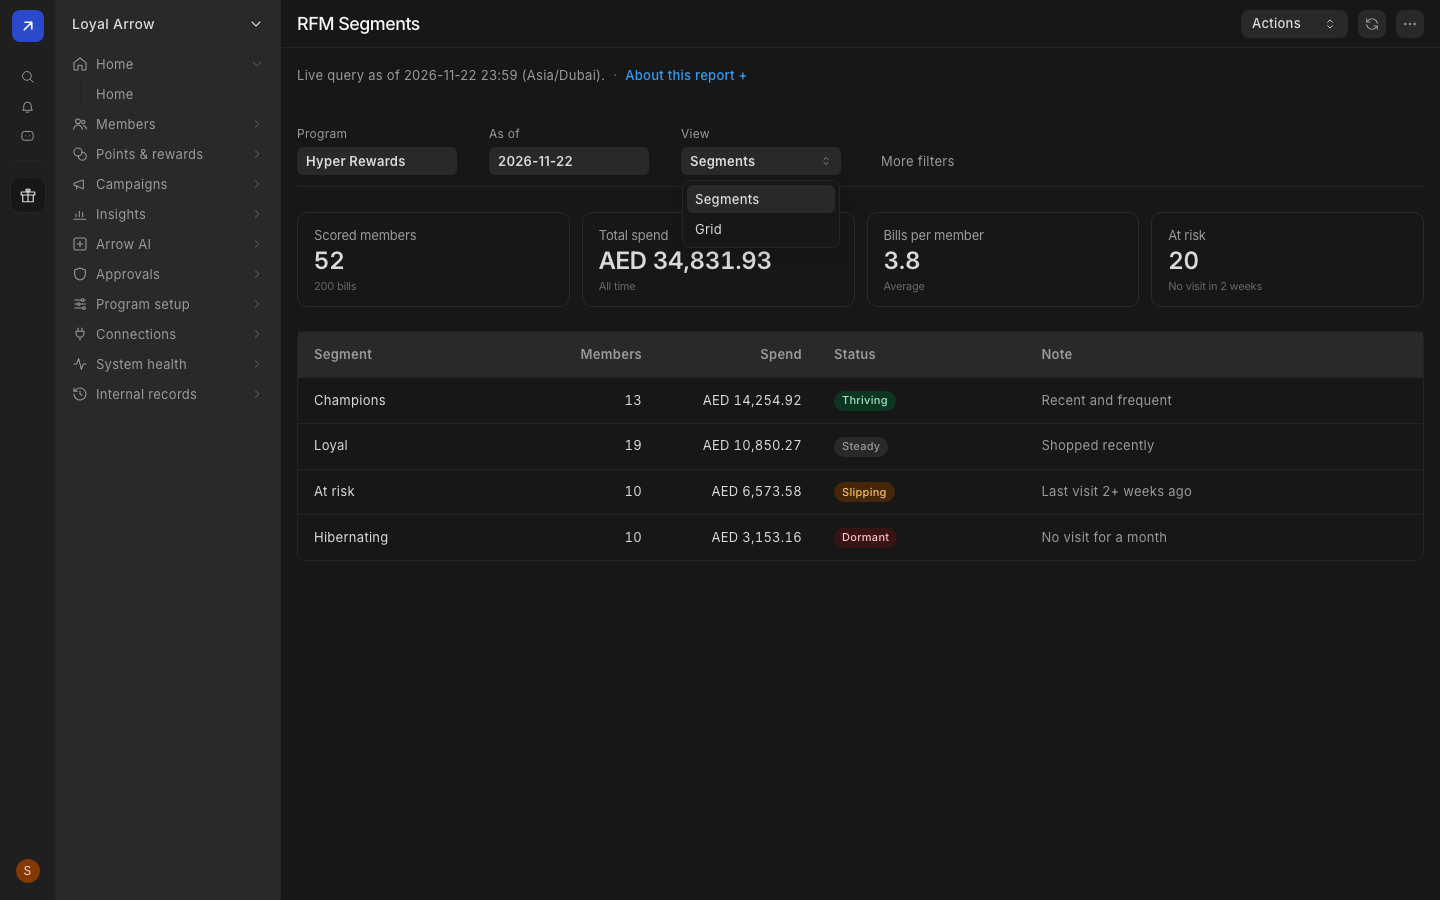 Loyal Arrow
Home
Home
Members
Points & rewards
Campaigns
Insights
Arrow AI
Approvals
Program setup
Connections
System health
Internal records
S
RFM Segments
Actions
Live query as of 2026-11-22 23:59 (Asia/Dubai). · About this report +
Program
As of
View
Hyper Rewards
2026-11-22
Segments
More filters
Segments
Grid
Scored members
52
200 bills
Total spend
AED 34,831.93
All time
Bills per member
3.8
Average
At risk
20
No visit in 2 weeks
Segment Members Spend Status Note
Champions 13 AED 14,254.92 Thriving Recent and frequent
Loyal 19 AED 10,850.27 Steady Shopped recently
At risk 10 AED 6,573.58 Slipping Last visit 2+ weeks ago
Hibernating 10 AED 3,153.16 Dormant No visit for a month